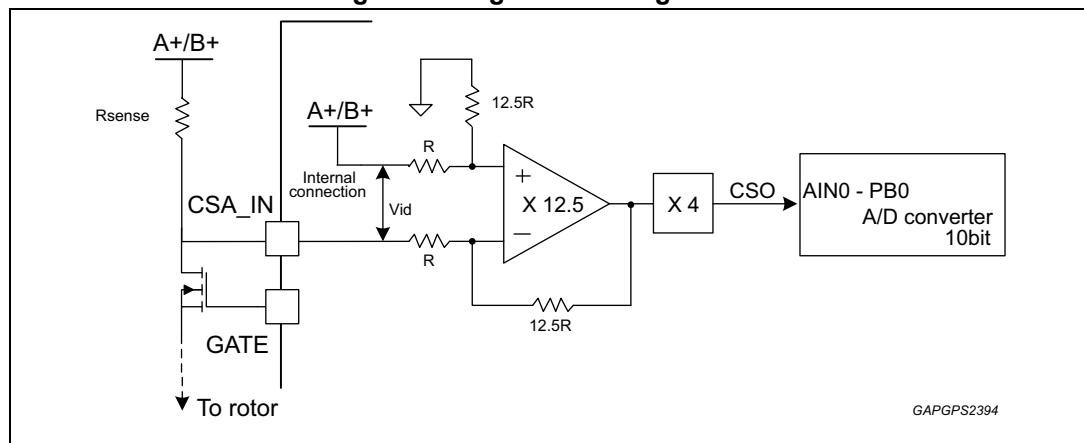 A+/B+
Rsense
A+/B+
12.5R
R
Internal
connection
Vid
CSA_IN
R
+
X 12.5
–
X 4
CSO
AIN0 - PB0
A/D converter
10bit
12.5R
GATE
To rotor
GAPGPS2394